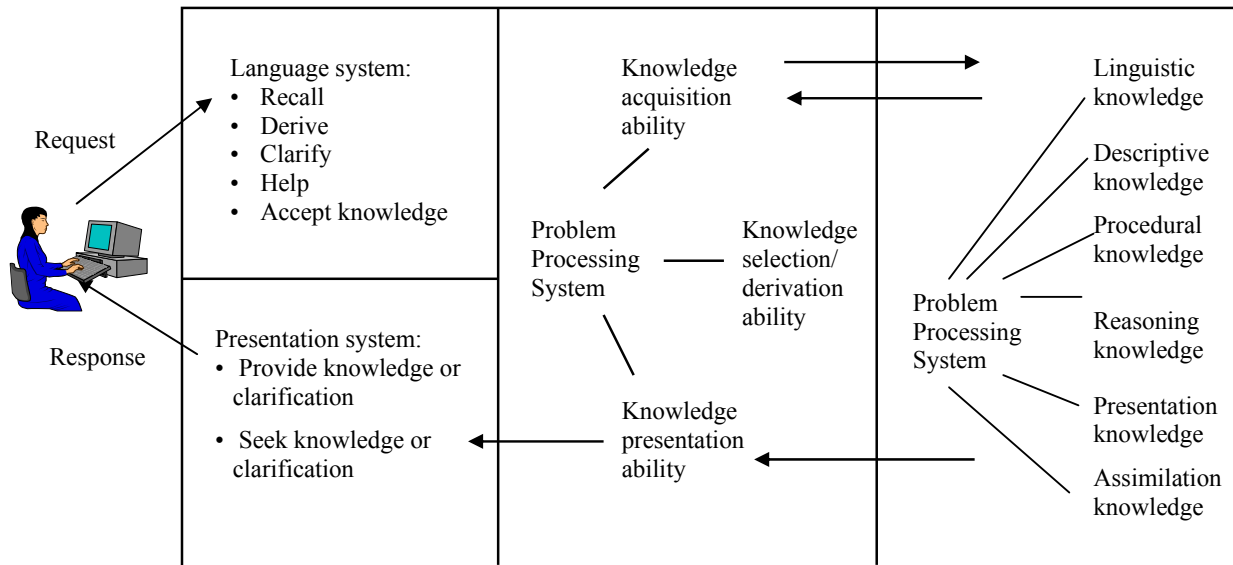 Request
Response
Language system:
• Recall
• Derive
• Clarify
• Help
• Accept knowledge
Presentation system:
• Provide knowledge or
clarification
• Seek knowledge or
clarification
Knowledge
acquisition
ability
Problem
Processing
System
Knowledge
selection/
derivation
ability
Knowledge
presentation
ability
Problem
Processing
System
Linguistic
knowledge
Descriptive
knowledge
Procedural
knowledge
Reasoning
knowledge
Presentation
knowledge
Assimilation
knowledge